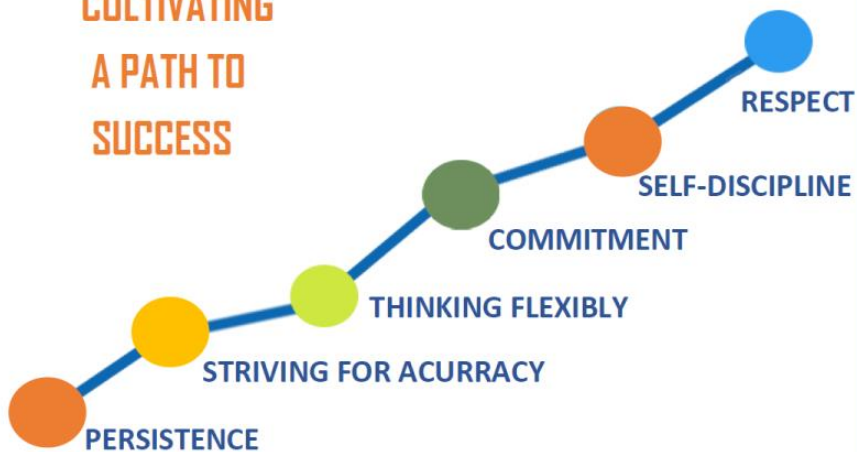 CULTIVATING
A PATH TO
SUCCESS
RESPECT
SELF-DISCIPLINE
COMMITMENT
THINKING FLEXIBLY
STRIVING FOR ACURRACY
PERSISTENCE